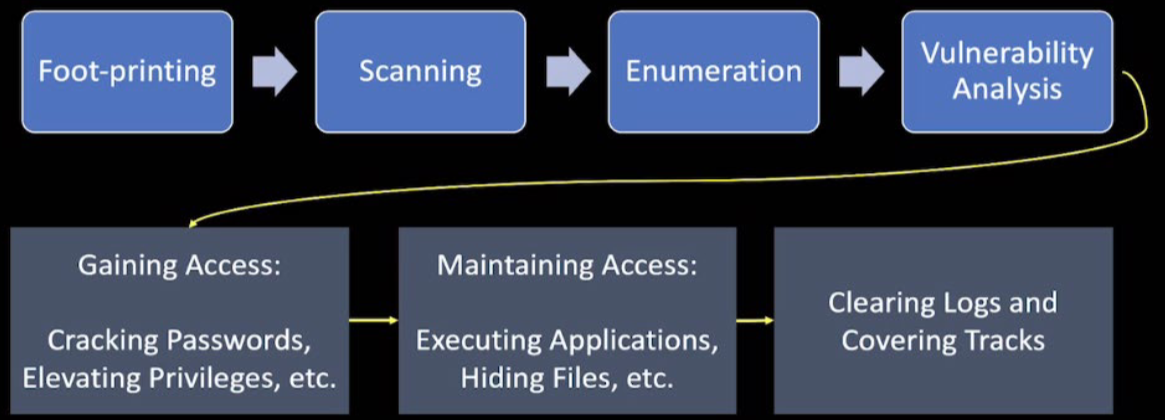 Foot-printing
Scanning
Enumeration
Vulnerability
Analysis
Gaining Access:
Cracking Passwords,
Elevating Privileges, etc.
Maintaining Access:
Executing Applications,
Hiding Files, etc.
Clearing Logs and
Covering Tracks